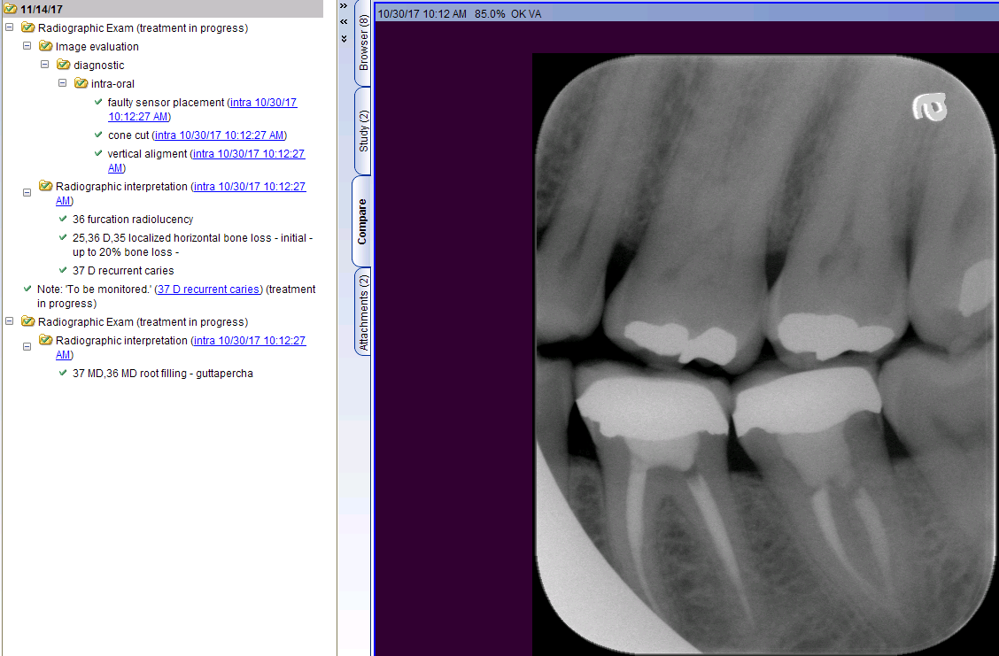 11/14/17
Radiographic Exam (treatment in progress)
Image evaluation
diagnostic
intra-oral
faulty sensor placement (intra 10/30/17
10:12:27 AM)
cone cut (intra 10/30/17 10:12:27 AM)
vertical aligment (intra 10/30/17 10:12:27
AM)
Radiographic interpretation (intra 10/30/17 10:12:27
AM)
36 furcation radiolucency
25,36 D,35 localized horizontal bone loss - initial -
up to 20% bone loss -
37 D recurrent caries
Note: 'To be monitored.' (37 D recurrent caries) (treatment
in progress)
Radiographic Exam (treatment in progress)
Radiographic interpretation (intra 10/30/17 10:12:27
AM)
37 MD,36 MD root filling - guttapercha
Browser (8)
Study (2)
Compare
Attachments (2)
10/30/17 10:12 AM 85.0% OK VA
a